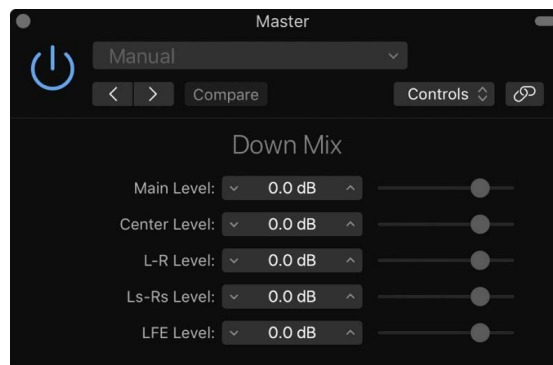 Master
Manual
Compare Controls
Down Mix
Main Level: 0.0 dB
Center Level: 0.0 dB
L-R Level: 0.0 dB
Ls-Rs Level: 0.0 dB
LFE Level: 0.0 dB